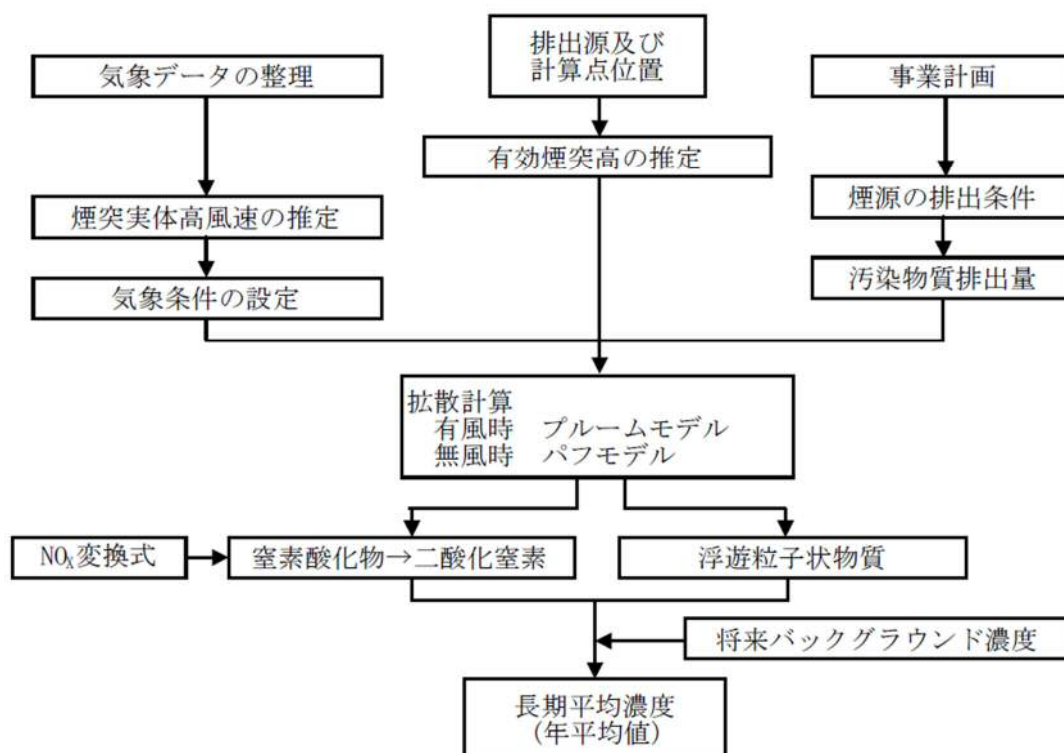 排出源及び
計算点位置
気象データの整理
事業計画
有効煙突高の推定
煙突実体高風速の推定
煙源の排出条件
気象条件の設定
汚染物質排出量
拡散計算
有風時　プルームモデル
無風時　パフモデル
NOX変換式
窒素酸化物→二酸化窒素
浮遊粒子状物質
将来バックグラウンド濃度
長期平均濃度
(年平均値)